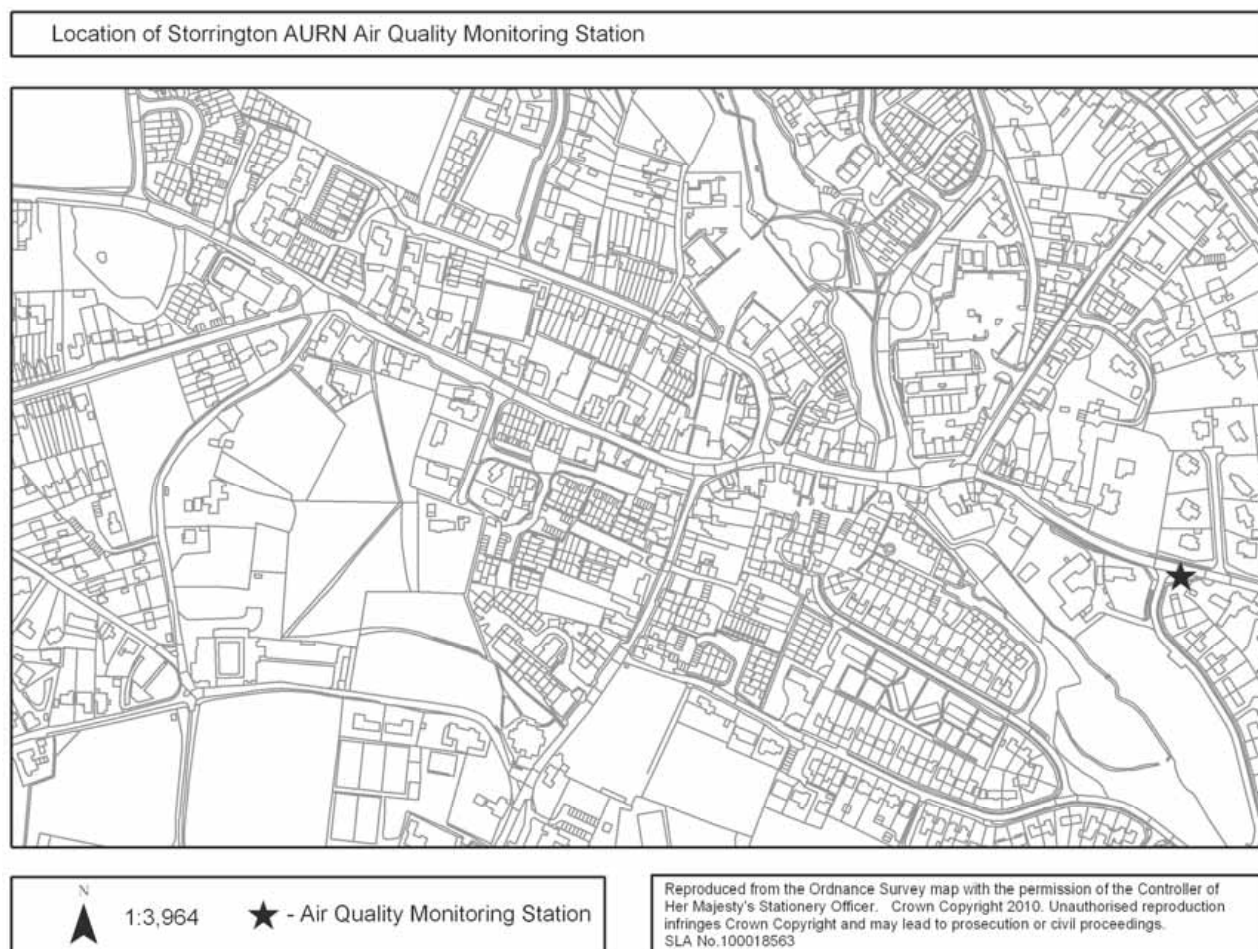 Location of Storrington AURN Air Quality Monitoring Station
N
1:3,964
- Air Quality Monitoring Station
Reproduced from the Ordnance Survey map with the permission of the Controller of
Her Majesty's Stationery Officer. Crown Copyright 2010. Unauthorised reproduction
infringes Crown Copyright and may lead to prosecution or civil proceedings.
SLA No.100018563